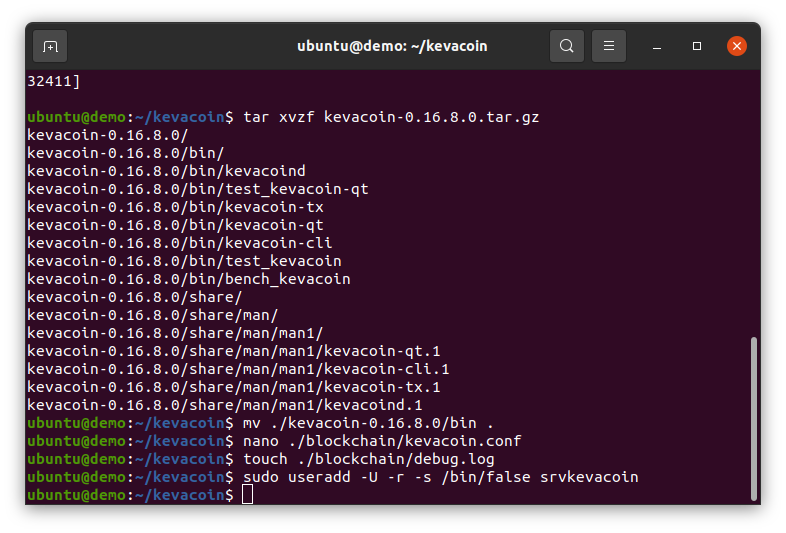 ubuntu@demo: ~/kevacoin
32411]
ubuntu@demo:~/kevacoin$ tar xvzf kevacoin-0.16.8.0.tar.gz
kevacoin-0.16.8.0/
kevacoin-0.16.8.0/bin/
kevacoin-0.16.8.0/bin/kevacoind
kevacoin-0.16.8.0/bin/test_kevacoin-qt
kevacoin-0.16.8.0/bin/kevacoin-tx
kevacoin-0.16.8.0/bin/kevacoin-qt
kevacoin-0.16.8.0/bin/kevacoin-cli
kevacoin-0.16.8.0/bin/test_kevacoin
kevacoin-0.16.8.0/bin/bench_kevacoin
kevacoin-0.16.8.0/share/
kevacoin-0.16.8.0/share/man/
kevacoin-0.16.8.0/share/man/man1/
kevacoin-0.16.8.0/share/man/man1/kevacoin-qt.1
kevacoin-0.16.8.0/share/man/man1/kevacoin-cli.1
kevacoin-0.16.8.0/share/man/man1/kevacoin-tx.1
kevacoin-0.16.8.0/share/man/man1/kevacoind.1
ubuntu@demo:~/kevacoin$ mv ./kevacoin-0.16.8.0/bin .
ubuntu@demo:~/kevacoin$ nano ./blockchain/kevacoin.conf
ubuntu@demo:~/kevacoin$ touch ./blockchain/debug.log
ubuntu@demo:~/kevacoin$ sudo useradd -U -r -s /bin/false srvkevacoin
ubuntu@demo:~/kevacoin$